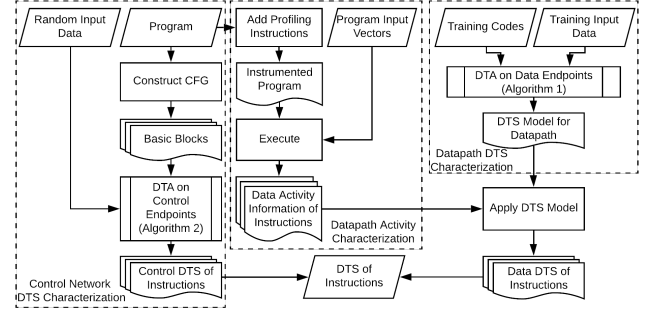 Random Input
Data
Program
Add Profiling
Instructions
Program Input
Vectors
Training Codes
Training Input
Data
Construct CFG
Instrumented
Program
DTA on Data Endpoints
(Algorithm 1)
Basic Blocks
Execute
DTS Model for
Datapath
Datapath DTS
Characterization
DTA on
Control
Endpoints
(Algorithm 2)
Data Activity
Information of
Instructions
Datapath Activity
Characterization
Apply DTS Model
Control Network
DTS Characterization
Control DTS of
Instructions
DTS of
Instructions
Data DTS of
Instructions